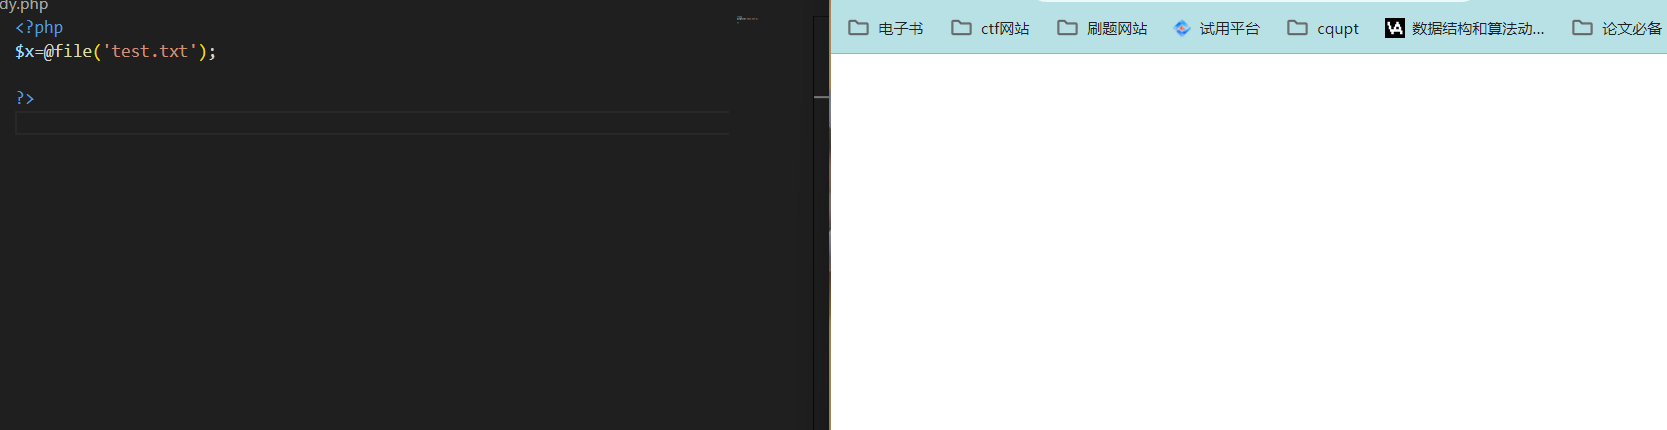 dy.php
<?php
$x=@file('test.txt');
?>
电子书 ctf网站 刷题网站 试用平台 cqupt VA 数据结构和算法动... 论文必备